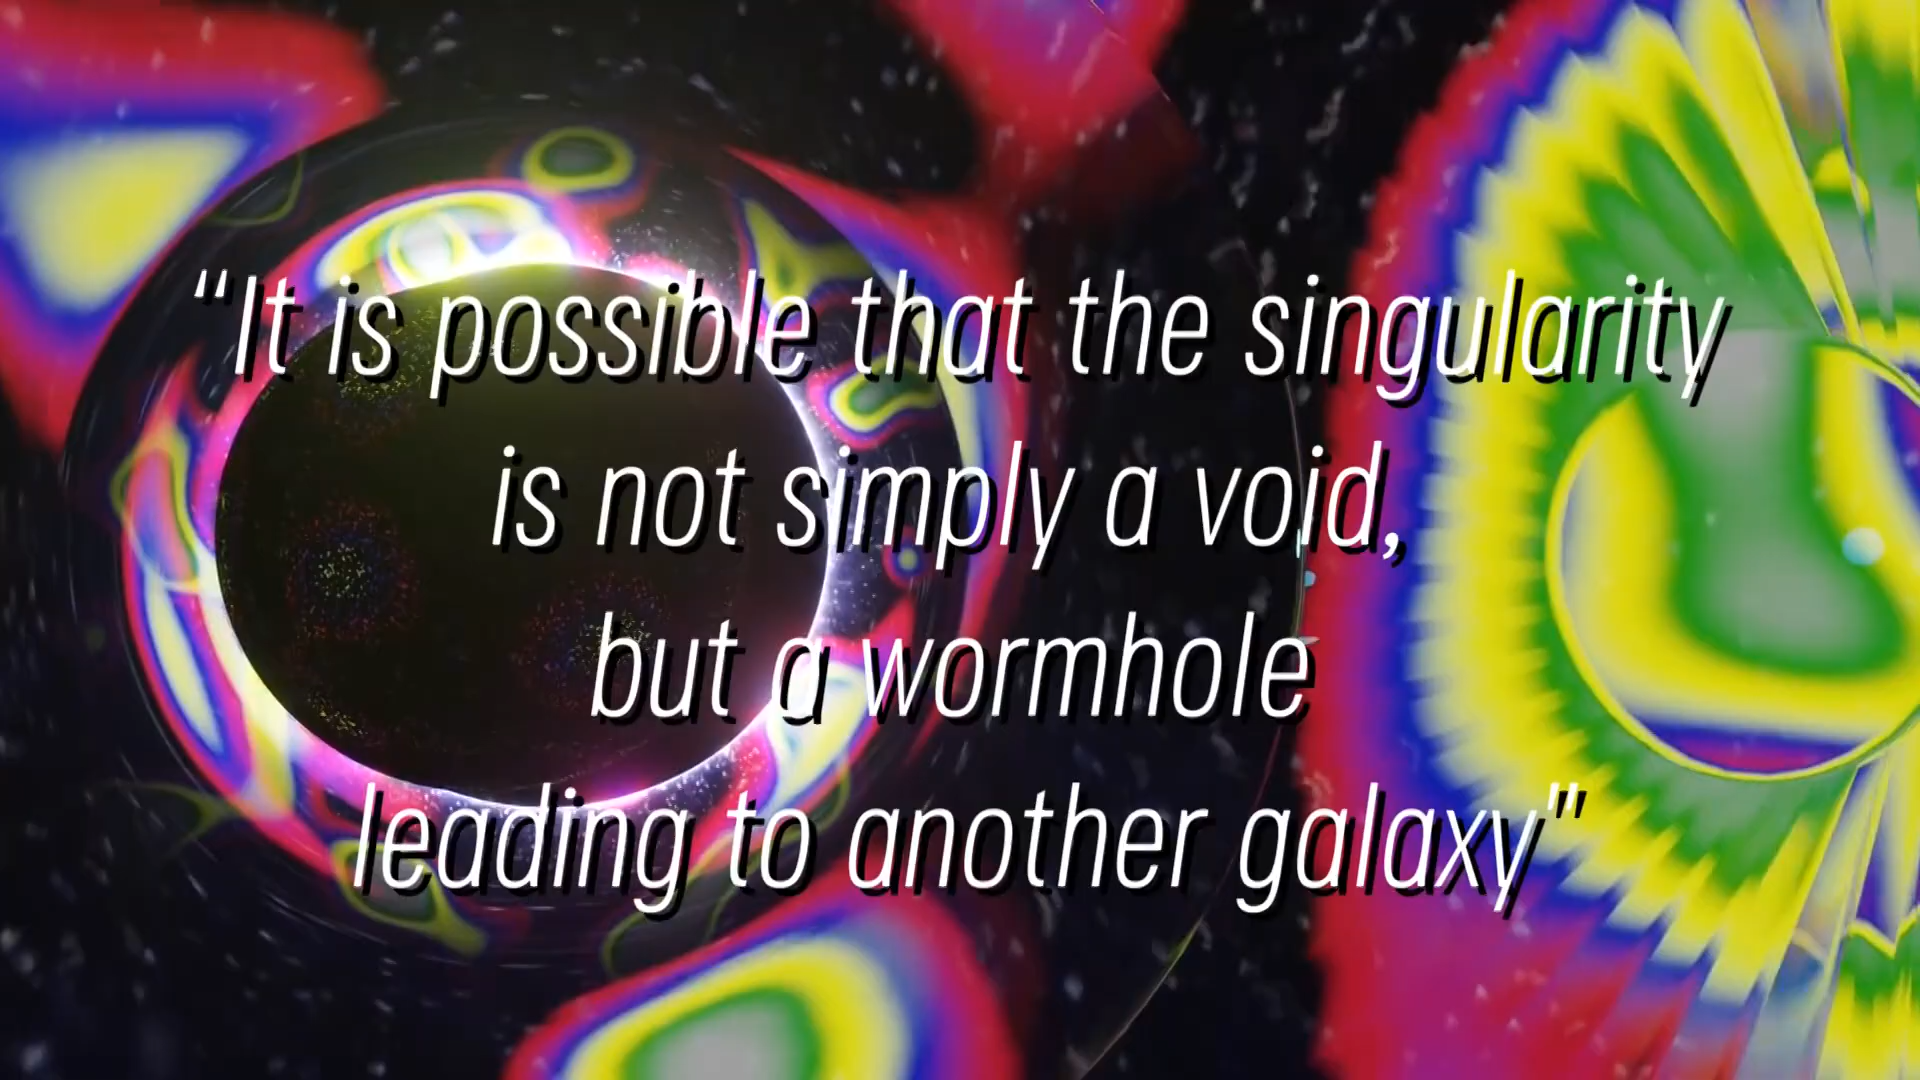 “It is possible that the singularity
is not simply a void,
but a wormhole
leading to another galaxy"